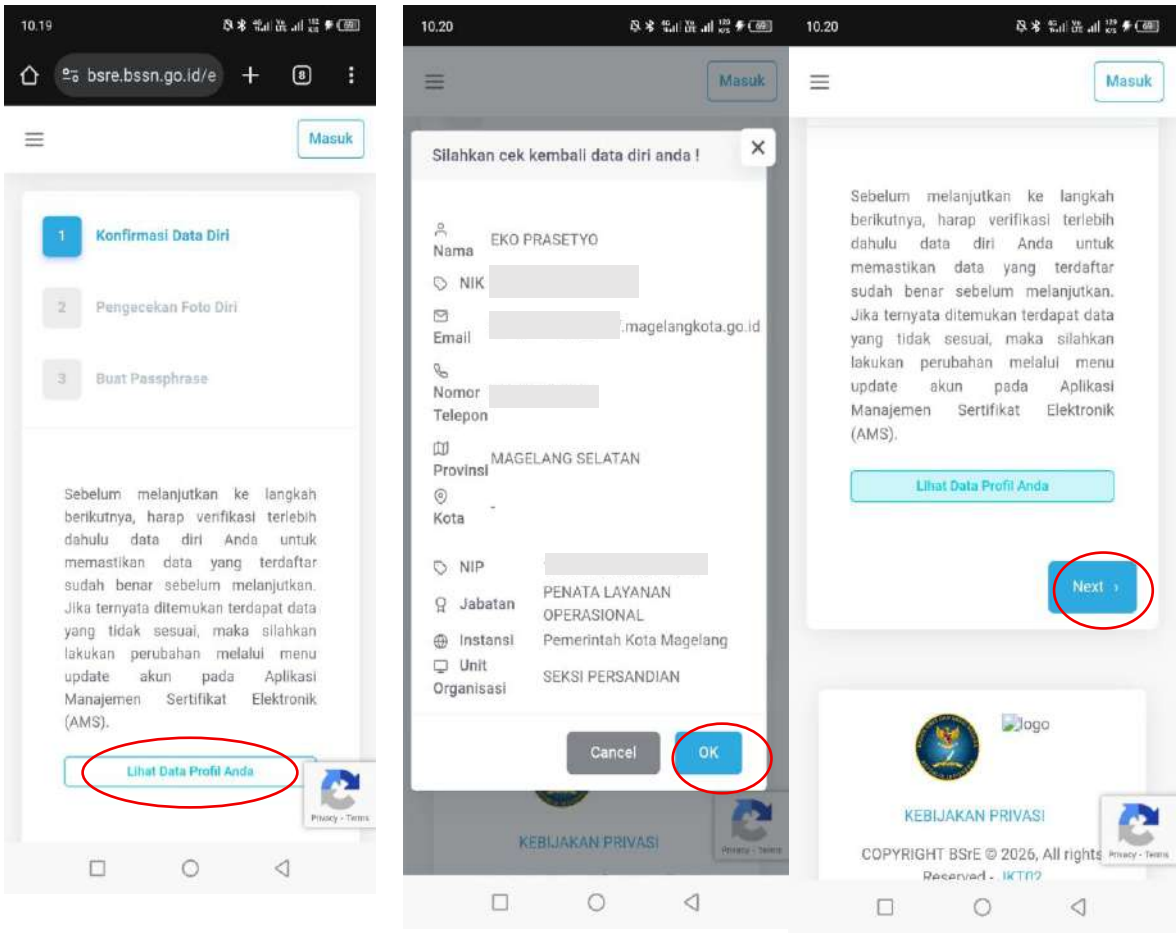 10.19
bsre.bssn.go.id/e
8
Masuk
1
Konfirmasi Data Diri
2
Pengecekan Foto Diri
3
Buat Passphrase
Sebelum melanjutkan ke langkah
berikutnya, harap verifikasi terlebih
dahulu data diri Anda untuk
memastikan data yang terdaftar
sudah benar sebelum melanjutkan.
Jika ternyata ditemukan terdapat data
yang tidak sesuai, maka silahkan
lakukan perubahan melalui menu
update akun pada Aplikasi
Manajemen Sertifikat Elektronik
(AMS).
Lihat Data Profil Anda
Privacy - Terms
10.20
Masuk
Silahkan cek kembali data diri anda !
Nama
EKO PRASETYO
NIK
Email
.magelangkota.go.id
Nomor
Telepon
Provinsi
MAGELANG SELATAN
Kota
-
NIP
Jabatan
PENATA LAYANAN
OPERASIONAL
Instansi
Pemerintah Kota Magelang
Unit
Organisasi
SEKSI PERSANDIAN
Cancel
OK
KEBIJAKAN PRIVASI
Privacy - Terms
10.20
Masuk
Sebelum melanjutkan ke langkah
berikutnya, harap verifikasi terlebih
dahulu data diri Anda untuk
memastikan data yang terdaftar
sudah benar sebelum melanjutkan.
Jika ternyata ditemukan terdapat data
yang tidak sesuai, maka silahkan
lakukan perubahan melalui menu
update akun pada Aplikasi
Manajemen Sertifikat Elektronik
(AMS).
Lihat Data Profil Anda
Next ›
logo
KEBIJAKAN PRIVASI
COPYRIGHT BSrE © 2026, All rights
Reserved - JKT02
Privacy - Terms